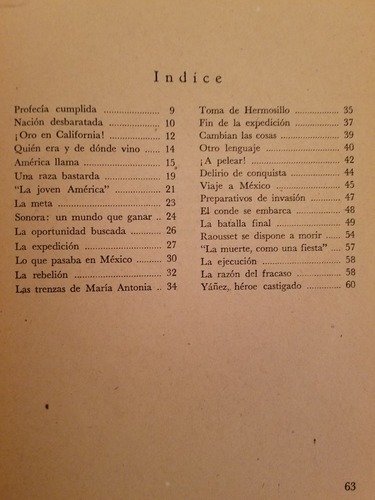 Indice
Profecía cumplida ..................... 9
Nación desbaratada ................... 10
¡Oro en California! ................... 12
Quién era y de dónde vino ....... 14
América llama ........................... 15
Una raza bastarda ..................... 19
"La joven América" ................... 21
La meta ..................................... 23
Sonora: un mundo que ganar .. 24
La oportunidad buscada ........... 26
La expedición ........................... 27
Lo que pasaba en México .......... 30
La rebelión ................................ 32
Las trenzas de María Antonia .. 34
Toma de Hermosillo ................. 35
Fin de la expedición ................. 37
Cambian las cosas ..................... 39
Otro lenguaje ............................ 40
¡A pelear! .................................. 42
Delirio de conquista .................. 44
Viaje a México .......................... 45
Preparativos de invasión ........... 47
El conde se embarca ................. 48
La batalla final ......................... 49
Raousset se dispone a morir ..... 54
"La muerte, como una fiesta" ... 57
La ejecución .............................. 58
La razón del fracaso ................. 58
Yáñez, héroe castigado ............. 60
63